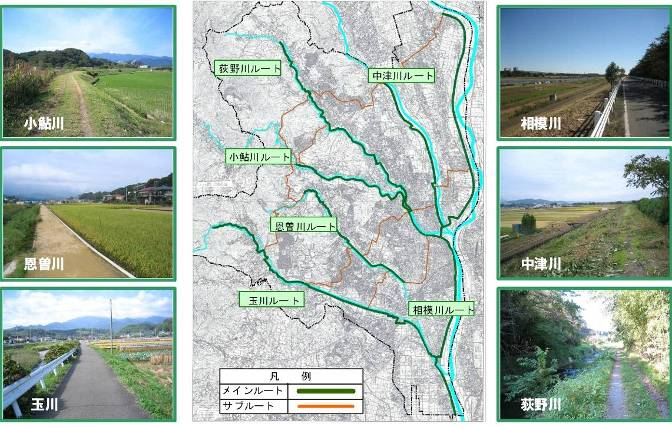 小鮎川
恩曽川
玉川
荻野川ルート
中津川ルート
小鮎川ルート
恩曽川ルート
玉川ルート
相模川ルート
凡 例
メインルート
サブルート
相模川
中津川
荻野川